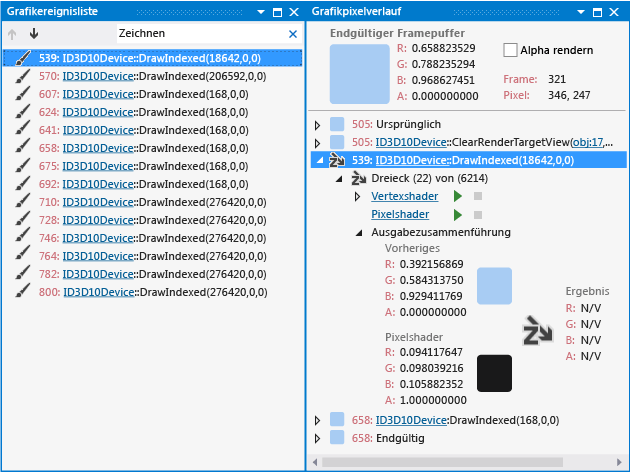 Grafikereignisliste
Zeichnen
539: ID3D10Device::DrawIndexed(18642,0,0)
570: ID3D10Device::DrawIndexed(206592,0,0)
607: ID3D10Device::DrawIndexed(168,0,0)
624: ID3D10Device::DrawIndexed(168,0,0)
641: ID3D10Device::DrawIndexed(168,0,0)
658: ID3D10Device::DrawIndexed(168,0,0)
675: ID3D10Device::DrawIndexed(168,0,0)
692: ID3D10Device::DrawIndexed(168,0,0)
710: ID3D10Device::DrawIndexed(276420,0,0)
728: ID3D10Device::DrawIndexed(276420,0,0)
746: ID3D10Device::DrawIndexed(276420,0,0)
764: ID3D10Device::DrawIndexed(276420,0,0)
782: ID3D10Device::DrawIndexed(276420,0,0)
800: ID3D10Device::DrawIndexed(276420,0,0)
Grafikpixelverlauf
Endgültiger Framepuffer
R: 0.658823529
G: 0.788235294
B: 0.968627451
A: 0.000000000
Alpha rendern
Frame: 321
Pixel: 346, 247
505: Ursprünglich
505: ID3D10Device::ClearRenderTargetView(obj:17,...
539: ID3D10Device::DrawIndexed(18642,0,0)
Dreieck (22) von (6214)
Vertexshader
Pixelshader
Ausgabezusammenführung
Vorheriges
R: 0.392156869
G: 0.584313750
B: 0.929411769
A: 0.000000000
Pixelshader
R: 0.094117647
G: 0.098039216
B: 0.105882352
A: 1.000000000
Ergebnis
R: N/V
G: N/V
B: N/V
A: N/V
658: ID3D10Device:DrawIndexed(168,0,0)
658: Endgültig